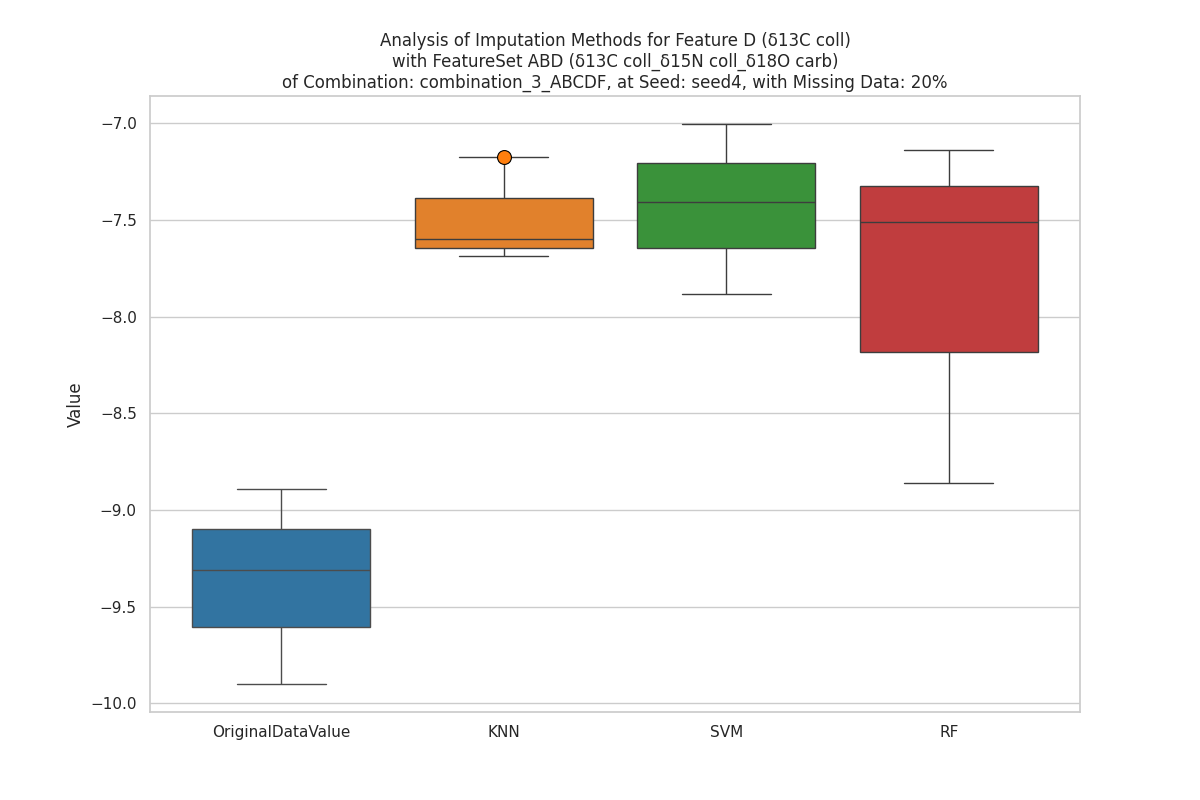 Analysis of Imputation Methods for Feature D (δ13C coll)
with FeatureSet ABD (δ13C coll_δ15N coll_δ18O carb)
of Combination: combination_3_ABCDF, at Seed: seed4, with Missing Data: 20%
−7.0
−7.5
−8.0
−8.5
−9.0
−9.5
−10.0
Value
OriginalDataValue
KNN
SVM
RF